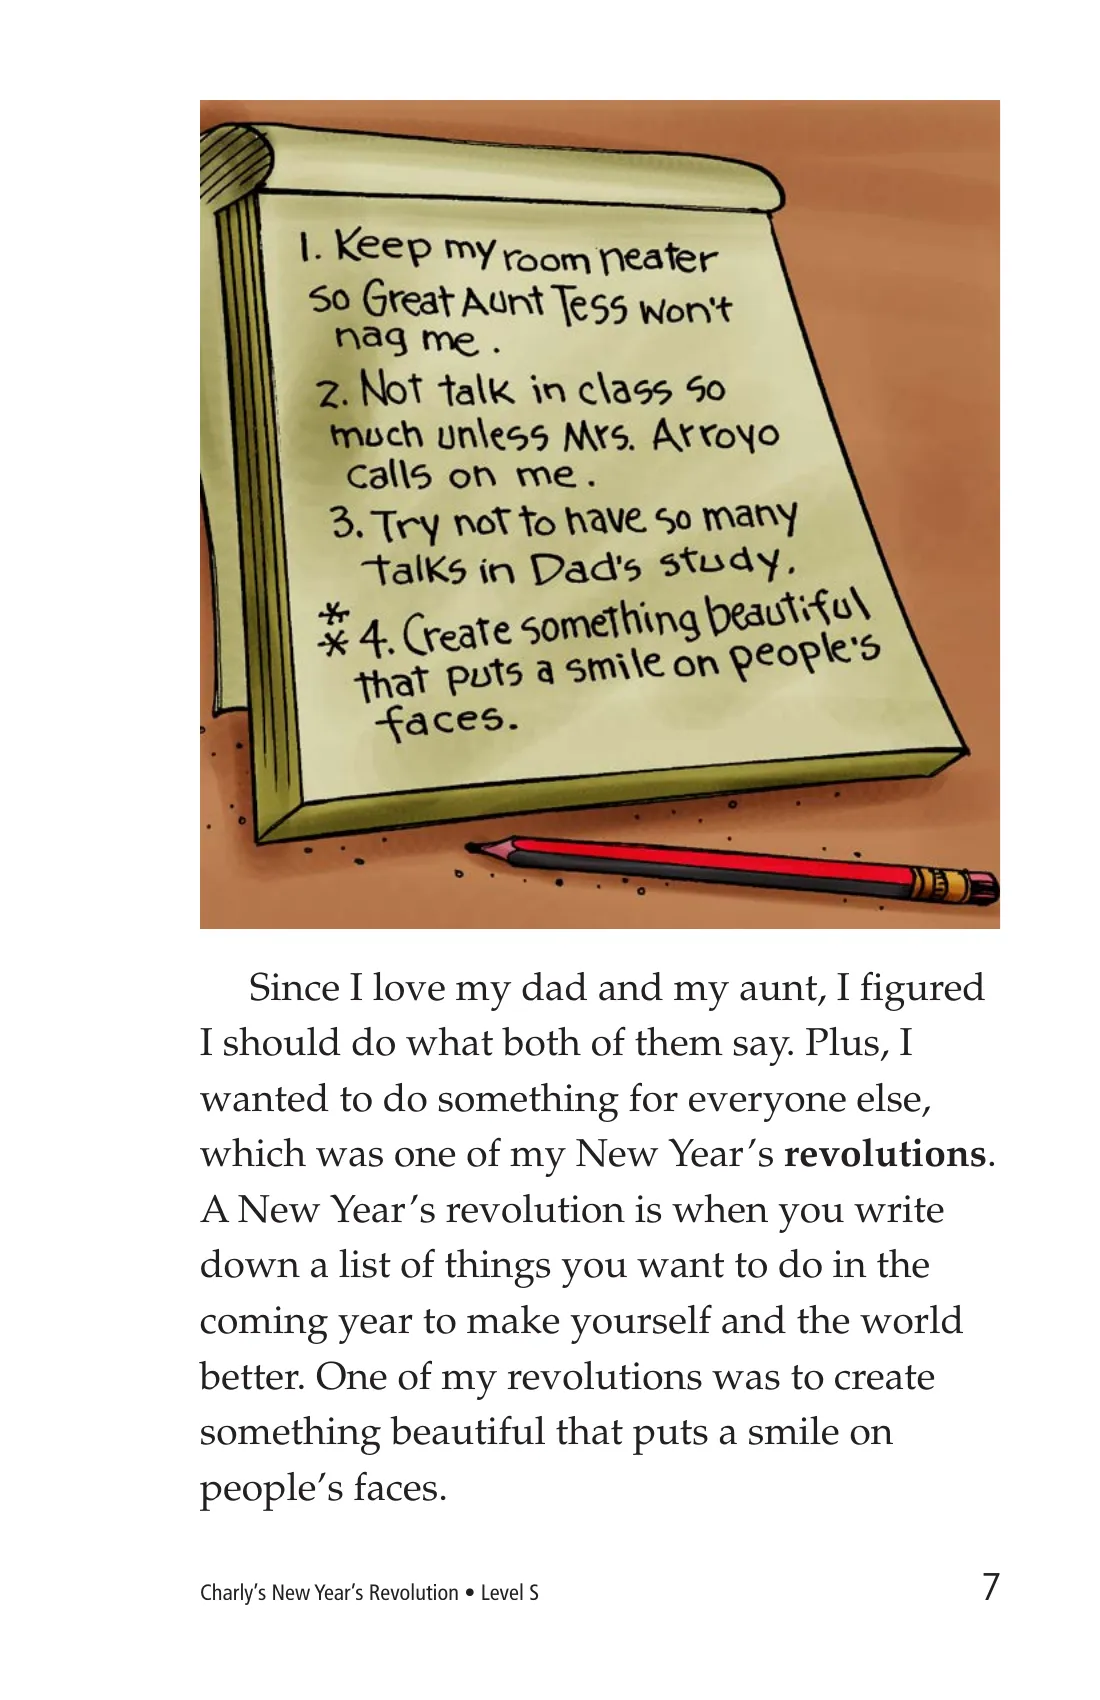 1. Keep my room neater
so Great Aunt Tess won't
nag me.
2. Not talk in class so
much unless Mrs. Arroyo
calls on me.
3. Try not to have so many
talks in Dad's study.
** 4. Create something beautiful
that puts a smile on people's
faces.
Since I love my dad and my aunt, I figured
I should do what both of them say. Plus, I
wanted to do something for everyone else,
which was one of my New Year’s revolutions.
A New Year’s revolution is when you write
down a list of things you want to do in the
coming year to make yourself and the world
better. One of my revolutions was to create
something beautiful that puts a smile on
people’s faces.
Charly’s New Year’s Revolution • Level S 7